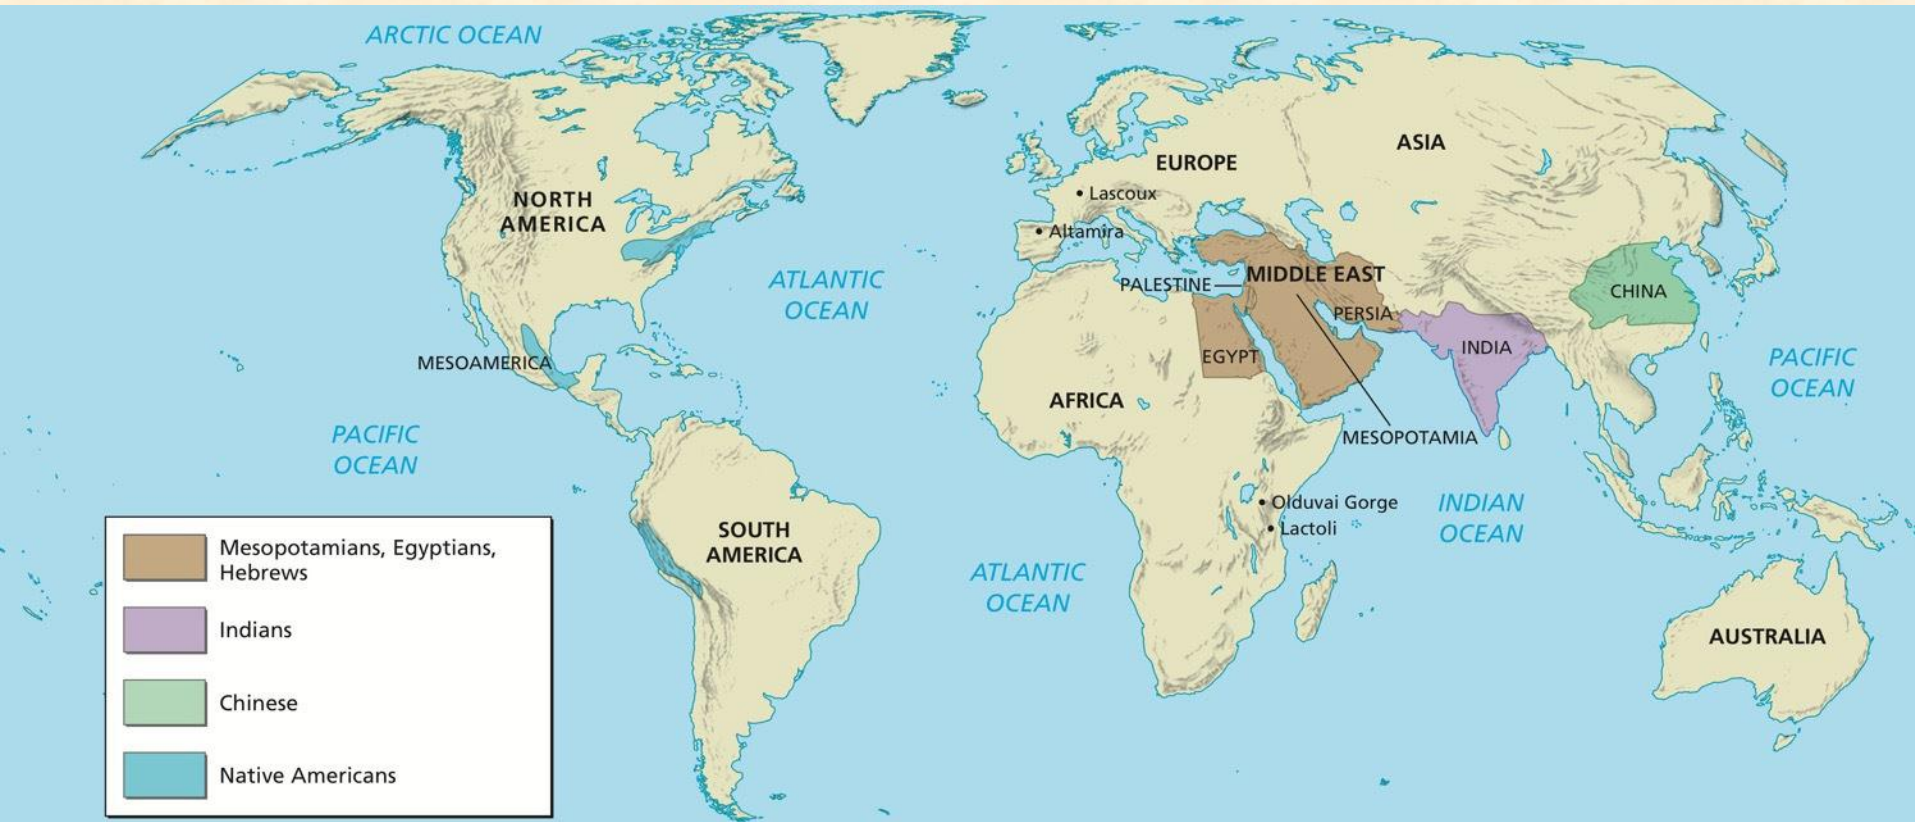 ARCTIC OCEAN
ASIA
EUROPE
Lascoux
NORTH
AMERICA
Altamira
ATLANTIC
OCEAN
MIDDLE EAST
PALESTINE
CHINA
PERSIA
INDIA
EGYPT
MESOAMERICA
PACIFIC
OCEAN
AFRICA
PACIFIC
OCEAN
MESOPOTAMIA
Olduvai Gorge
Lactoli
INDIAN
OCEAN
SOUTH
AMERICA
ATLANTIC
OCEAN
AUSTRALIA
Mesopotamians, Egyptians,
Hebrews
Indians
Chinese
Native Americans